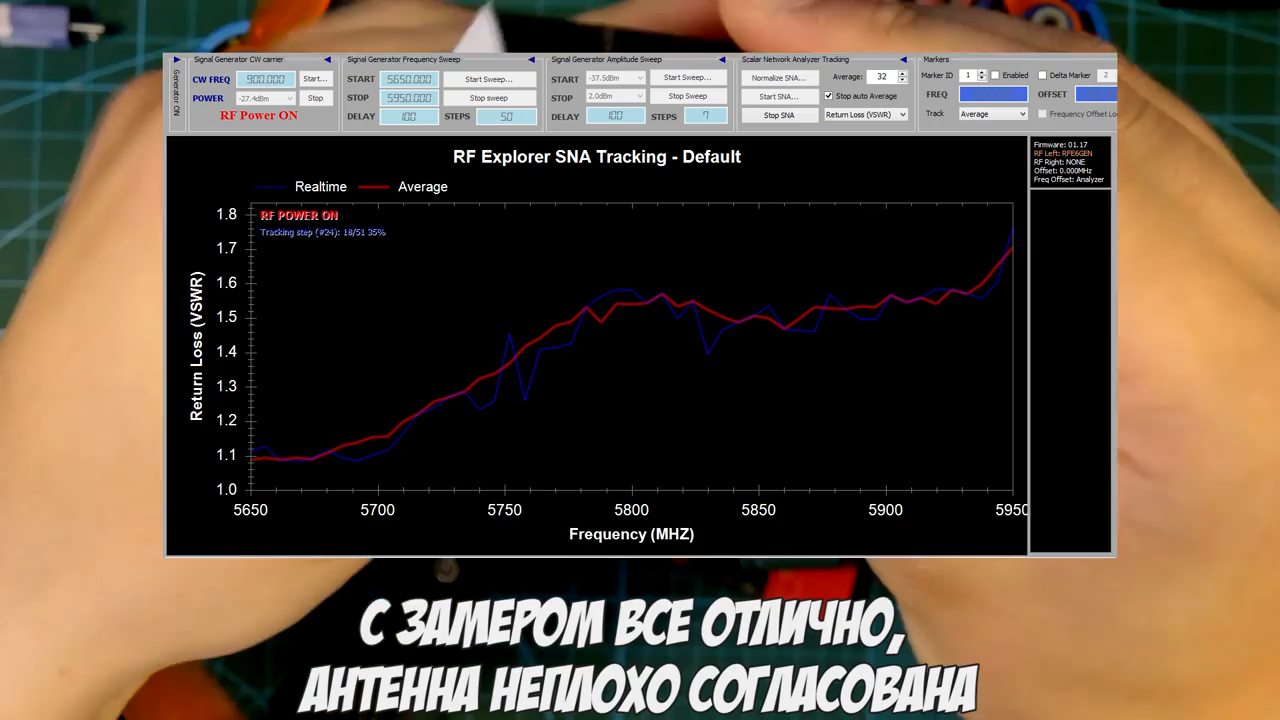 Signal Generator CW carrier
Signal Generator Frequency Sweep
Signal Generator Amplitude Sweep
Scalar Network Analyzer Tracking
Markers
Generator ON
CW FREQ 900.000 Start...
POWER -27.4dBm Stop
RF Power ON
START 5650.000 Start Sweep...
STOP 5950.000 Stop sweep
DELAY 100 STEPS 50
START -37.5dBm Start Sweep...
STOP 2.0dBm Stop Sweep
DELAY 100 STEPS 7
Normalize SNA... Average: 32
Start SNA... Stop auto Average
Stop SNA Return Loss (VSWR)
Marker ID 1 Enabled Delta Marker 2
FREQ OFFSET
Track Average Frequency Offset Lo
RF Explorer SNA Tracking - Default
Realtime Average
RF POWER ON
Tracking step (#24): 18/51 35%
Return Loss (VSWR)
1.8
1.7
1.6
1.5
1.4
1.3
1.2
1.1
1.0
5650 5700 5750 5800 5850 5900 5950
Frequency (MHZ)
Firmware: 01.17
RF Left: RFE6GEN
RF Right: NONE
Offset: 0.000MHz
Freq Offset: Analyzer
С ЗАМЕРОМ ВСЕ ОТЛИЧНО,
АНТЕННА НЕПЛОХО СОГЛАСОВАНА